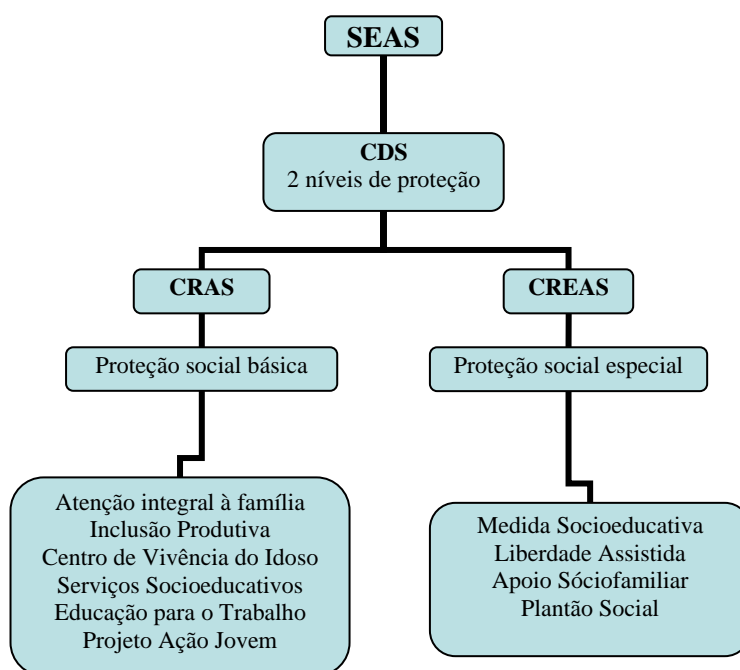 SEAS
CDS
2 níveis de proteção
CRAS
CREAS
Proteção social básica
Proteção social especial
Atenção integral à família
Inclusão Produtiva
Centro de Vivência do Idoso
Serviços Socioeducativos
Educação para o Trabalho
Projeto Ação Jovem
Medida Socioeducativa
Liberdade Assistida
Apoio Sóciofamiliar
Plantão Social